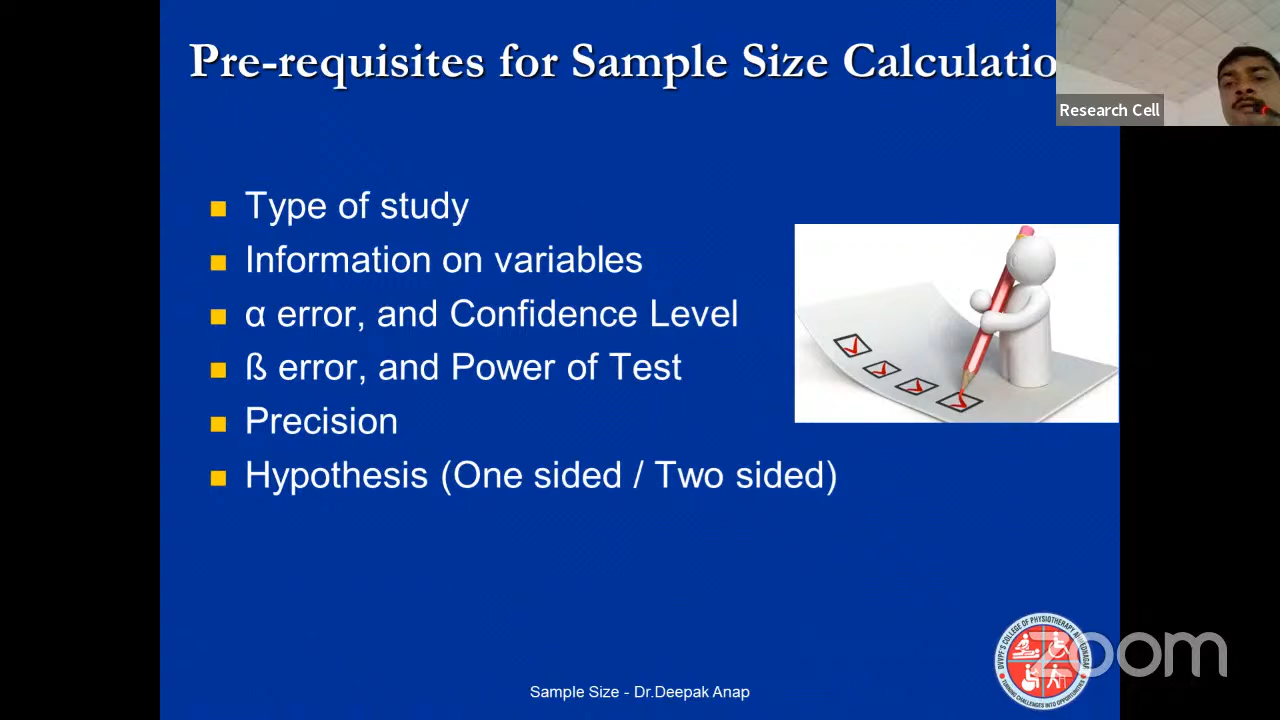 Pre-requisites for Sample Size Calculatio
Research Cell
Type of study
Information on variables
α error, and Confidence Level
ß error, and Power of Test
Precision
Hypothesis (One sided / Two sided)
Sample Size - Dr.Deepak Anap
zoom